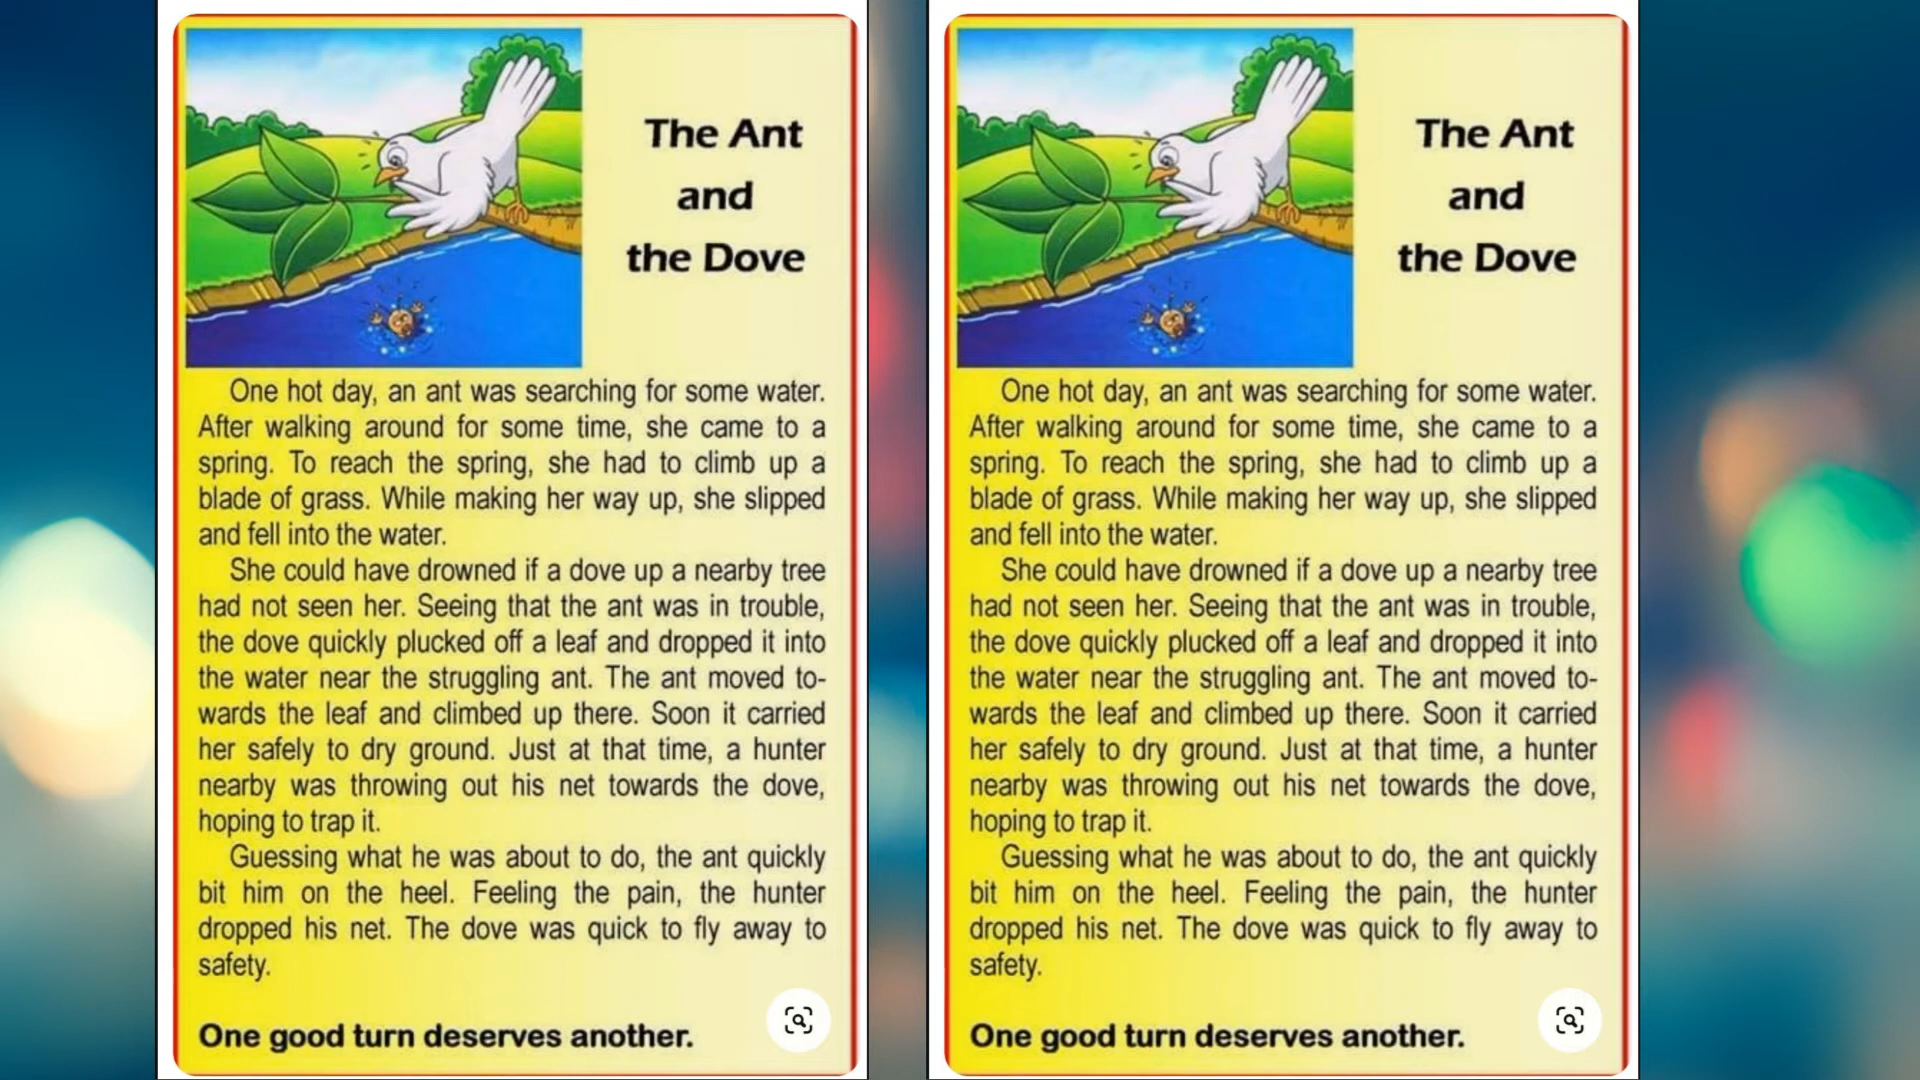 The Ant
and
the Dove
One hot day, an ant was searching for some water.
After walking around for some time, she came to a
spring. To reach the spring, she had to climb up a
blade of grass. While making her way up, she slipped
and fell into the water.
She could have drowned if a dove up a nearby tree
had not seen her. Seeing that the ant was in trouble,
the dove quickly plucked off a leaf and dropped it into
the water near the struggling ant. The ant moved to-
wards the leaf and climbed up there. Soon it carried
her safely to dry ground. Just at that time, a hunter
nearby was throwing out his net towards the dove,
hoping to trap it.
Guessing what he was about to do, the ant quickly
bit him on the heel. Feeling the pain, the hunter
dropped his net. The dove was quick to fly away to
safety.
One good turn deserves another.
The Ant
and
the Dove
One hot day, an ant was searching for some water.
After walking around for some time, she came to a
spring. To reach the spring, she had to climb up a
blade of grass. While making her way up, she slipped
and fell into the water.
She could have drowned if a dove up a nearby tree
had not seen her. Seeing that the ant was in trouble,
the dove quickly plucked off a leaf and dropped it into
the water near the struggling ant. The ant moved to-
wards the leaf and climbed up there. Soon it carried
her safely to dry ground. Just at that time, a hunter
nearby was throwing out his net towards the dove,
hoping to trap it.
Guessing what he was about to do, the ant quickly
bit him on the heel. Feeling the pain, the hunter
dropped his net. The dove was quick to fly away to
safety.
One good turn deserves another.